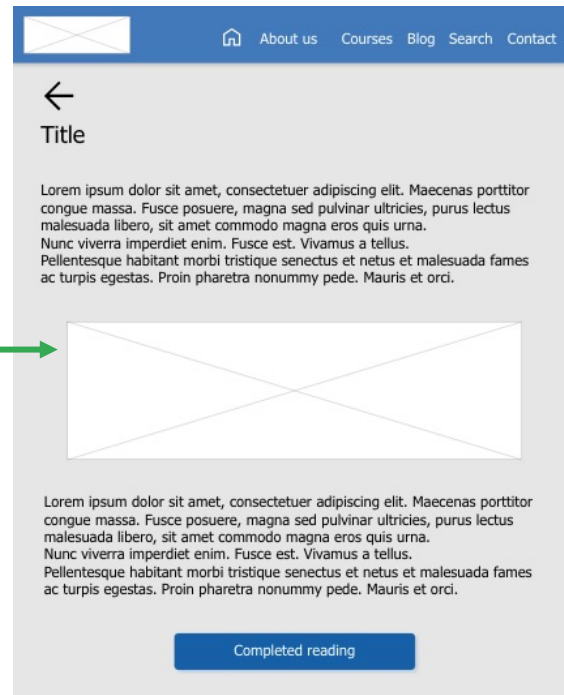 About us Courses Blog Search Contact
Title
Lorem ipsum dolor sit amet, consectetuer adipiscing elit. Maecenas porttitor
congue massa. Fusce posuere, magna sed pulvinar ultricies, purus lectus
malesuada libero, sit amet commodo magna eros quis urna.
Nunc viverra imperdiet enim. Fusce est. Vivamus a tellus.
Pellentesque habitant morbi tristique senectus et netus et malesuada fames
ac turpis egestas. Proin pharetra nonummy pede. Mauris et orci.
Lorem ipsum dolor sit amet, consectetuer adipiscing elit. Maecenas porttitor
congue massa. Fusce posuere, magna sed pulvinar ultricies, purus lectus
malesuada libero, sit amet commodo magna eros quis urna.
Nunc viverra imperdiet enim. Fusce est. Vivamus a tellus.
Pellentesque habitant morbi tristique senectus et netus et malesuada fames
ac turpis egestas. Proin pharetra nonummy pede. Mauris et orci.
Completed reading